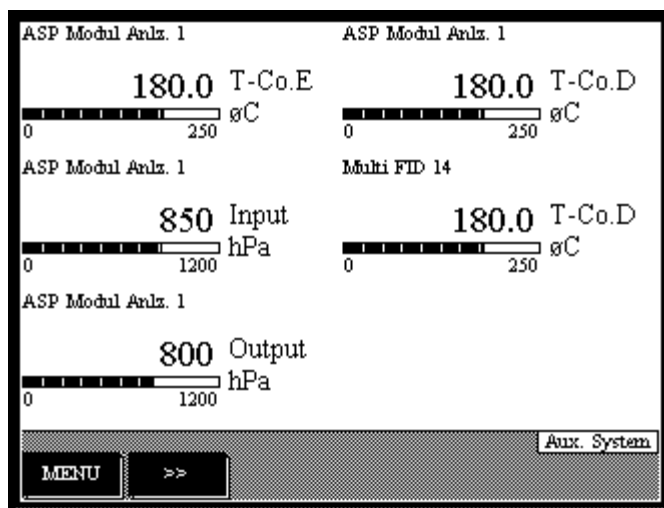 ASP Modul Anlz. 1
180.0 T-Co.E
øC
0 250
ASP Modul Anlz. 1
180.0 T-Co.D
øC
0 250
ASP Modul Anlz. 1
850 Input
hPa
0 1200
Multi FID 14
180.0 T-Co.D
øC
0 250
ASP Modul Anlz. 1
800 Output
hPa
0 1200
Aux. System
MENU >>